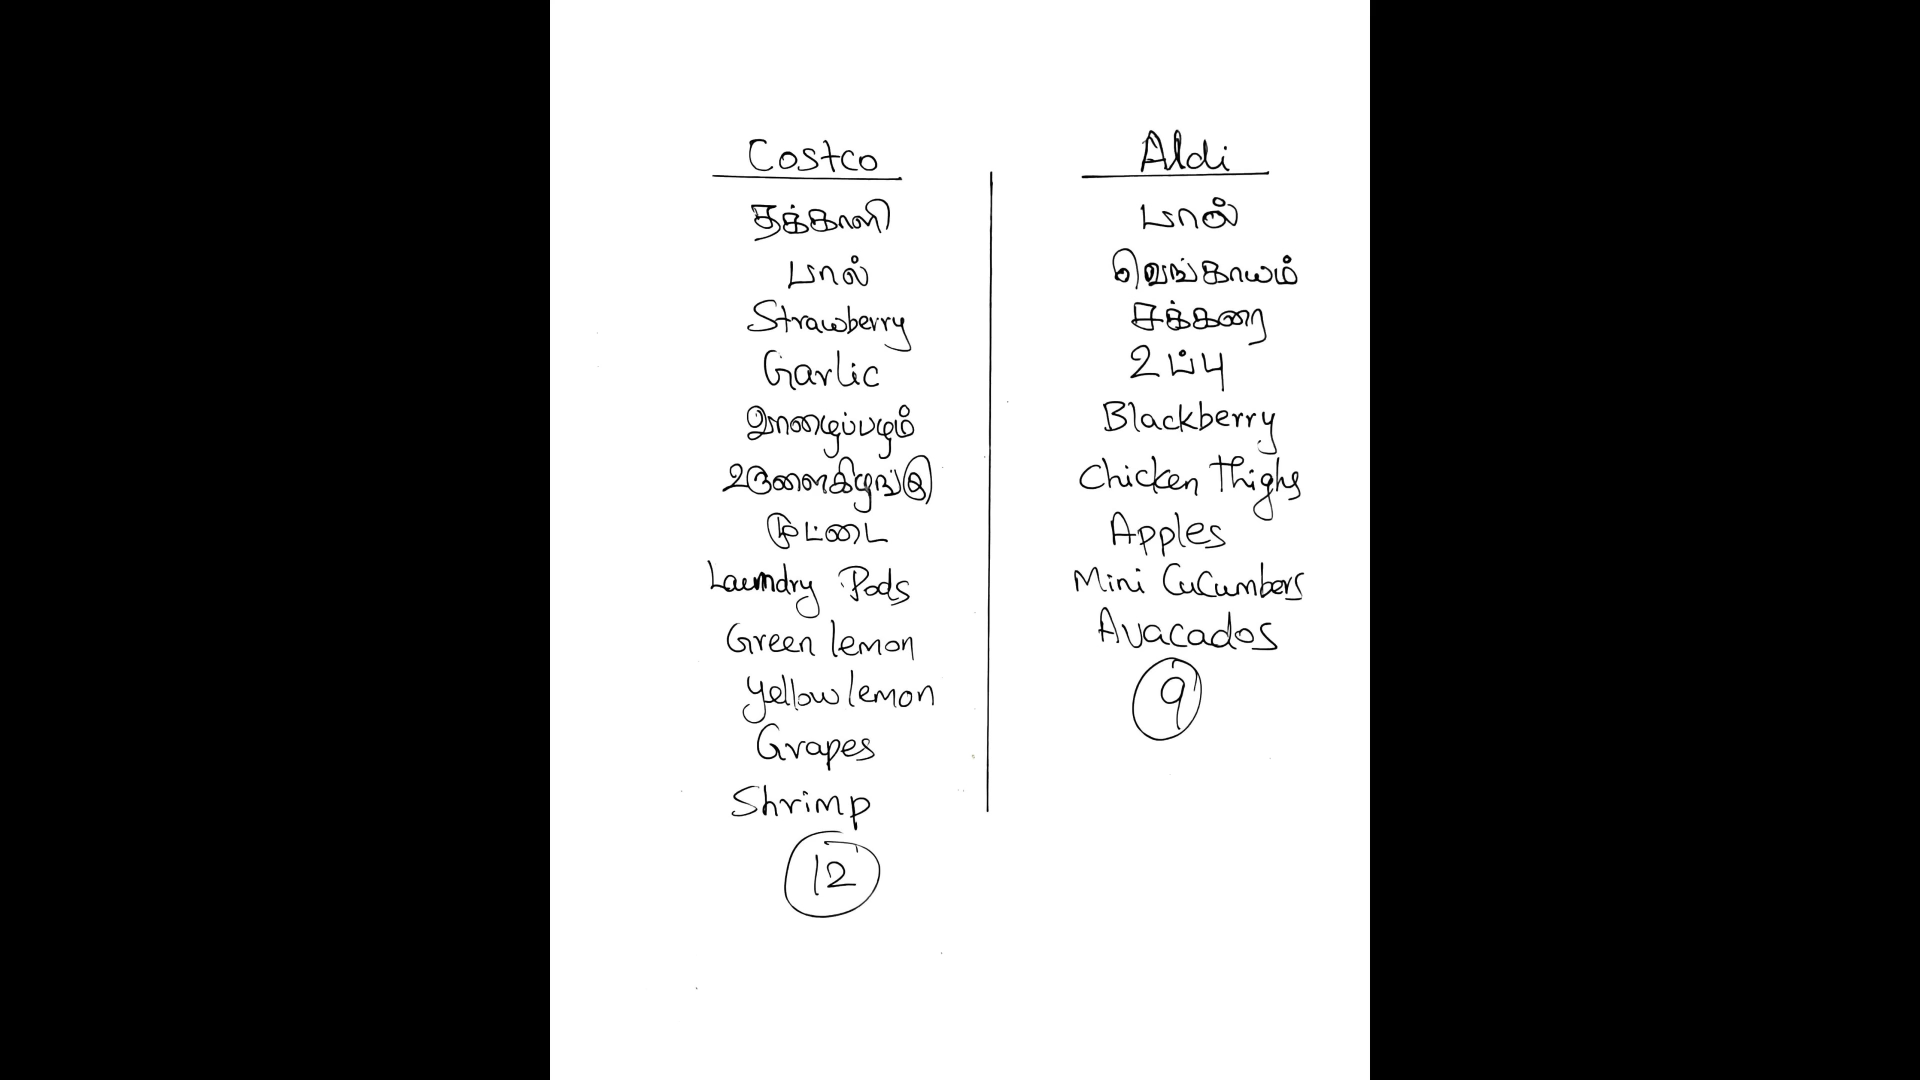 Costco
தக்காளி
பால்
Strawberry
Garlic
வாழைப்பழம்
உருளைகிழங்கு
முட்டை
Laundry Pods
Green lemon
Yellow lemon
Grapes
Shrimp
12
Aldi
பால்
வெங்காயம்
சக்கரை
உப்பு
Blackberry
Chicken Thighs
Apples
Mini Cucumbers
Avacados
9